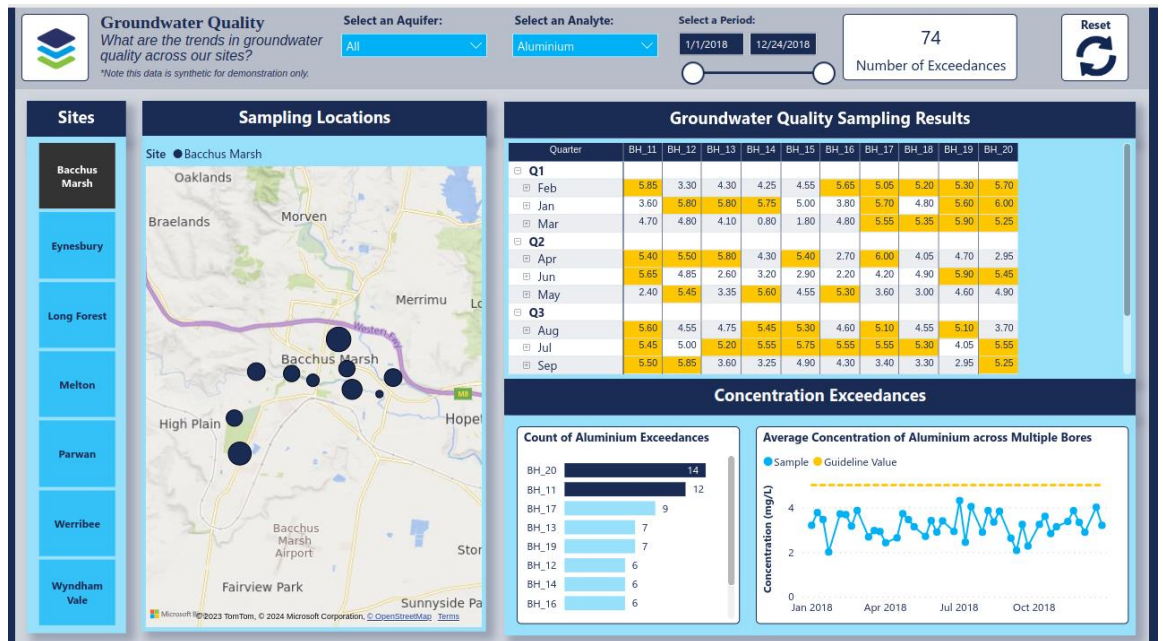 Groundwater Quality
What are the trends in groundwater
quality across our sites?
*Note this data is synthetic for demonstration only.
Select an Aquifer:
All
Select an Analyte:
Aluminium
Select a Period:
1/1/2018 12/24/2018
74
Number of Exceedances
Reset
Sites
Bacchus
Marsh
Eynesbury
Long Forest
Melton
Parwan
Werribee
Wyndham
Vale
Sampling Locations
Site Bacchus Marsh
Oaklands
Braelands
Morven
Merrimu
Western Fwy
Bacchus Marsh
M8
High Plain
Hopet
Bacchus
Marsh
Airport
Fairview Park
Sunnyside Pa
©2023 TomTom, © 2024 Microsoft Corporation, © OpenStreetMap Terms
Groundwater Quality Sampling Results
Quarter BH_11 BH_12 BH_13 BH_14 BH_15 BH_16 BH_17 BH_18 BH_19 BH_20
Q1
Feb 5.85 3.30 4.30 4.25 4.55 5.65 5.05 5.20 5.30 5.70
Jan 3.60 5.80 5.80 5.75 5.00 3.80 5.70 4.80 5.60 6.00
Mar 4.70 4.80 4.10 0.80 1.80 4.80 5.55 5.35 5.90 5.25
Q2
Apr 5.40 5.50 5.80 4.30 5.40 2.70 6.00 4.05 4.70 2.95
Jun 5.65 4.85 2.60 3.20 2.90 2.20 4.20 4.90 5.90 5.45
May 2.40 5.45 3.35 5.60 4.55 5.30 3.60 3.00 4.60 4.90
Q3
Aug 5.60 4.55 4.75 5.45 5.30 4.60 5.10 4.55 5.10 3.70
Jul 5.45 5.00 5.20 5.55 5.75 5.55 5.55 5.30 4.05 5.55
Sep 5.50 5.85 3.60 3.25 4.90 4.30 3.40 3.30 2.95 5.25
Concentration Exceedances
Count of Aluminium Exceedances
BH_20 14
BH_11 12
BH_17 9
BH_13 7
BH_19 7
BH_12 6
BH_14 6
BH_16 6
Average Concentration of Aluminium across Multiple Bores
Sample Guideline Value
Concentration (mg/L)
4
2
0
Jan 2018 Apr 2018 Jul 2018 Oct 2018